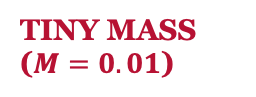 TINY MASS
(M = 0.01)